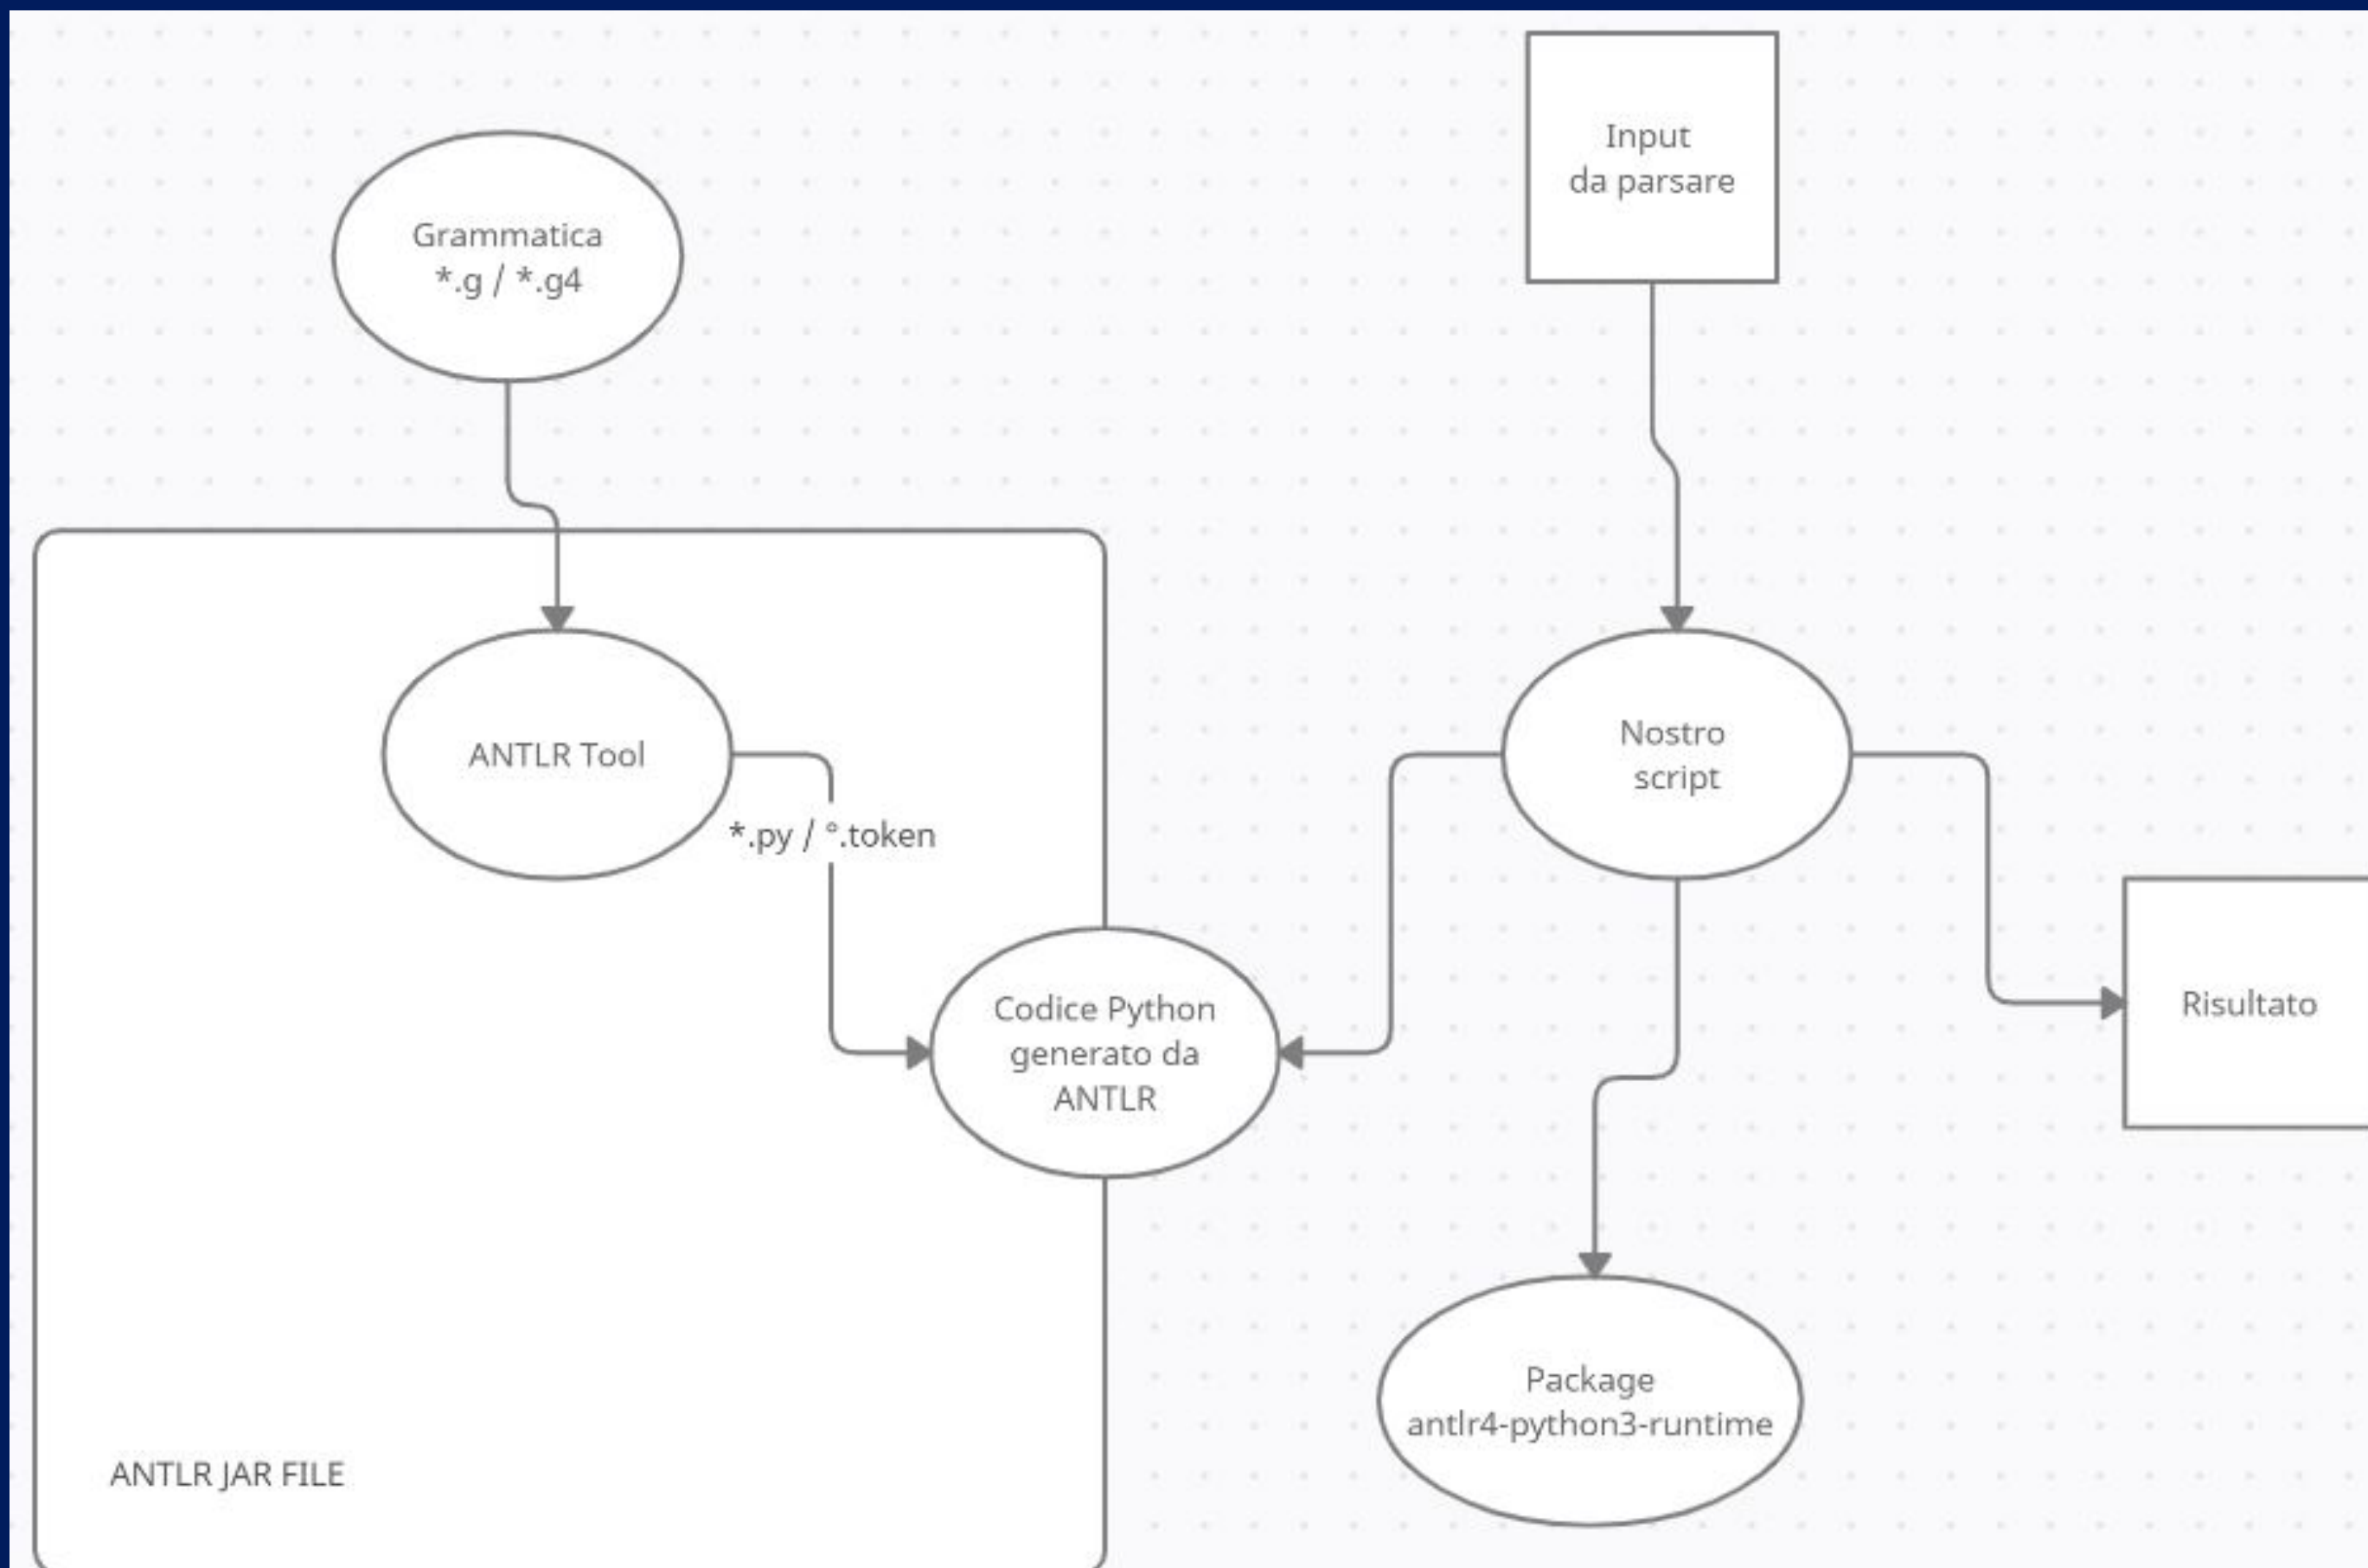 Input
da parsare
Grammatica
*.g / *.g4
ANTLR Tool
*.py / °.token
Nostro
script
Codice Python
generato da
ANTLR
Risultato
Package
antlr4-python3-runtime
ANTLR JAR FILE